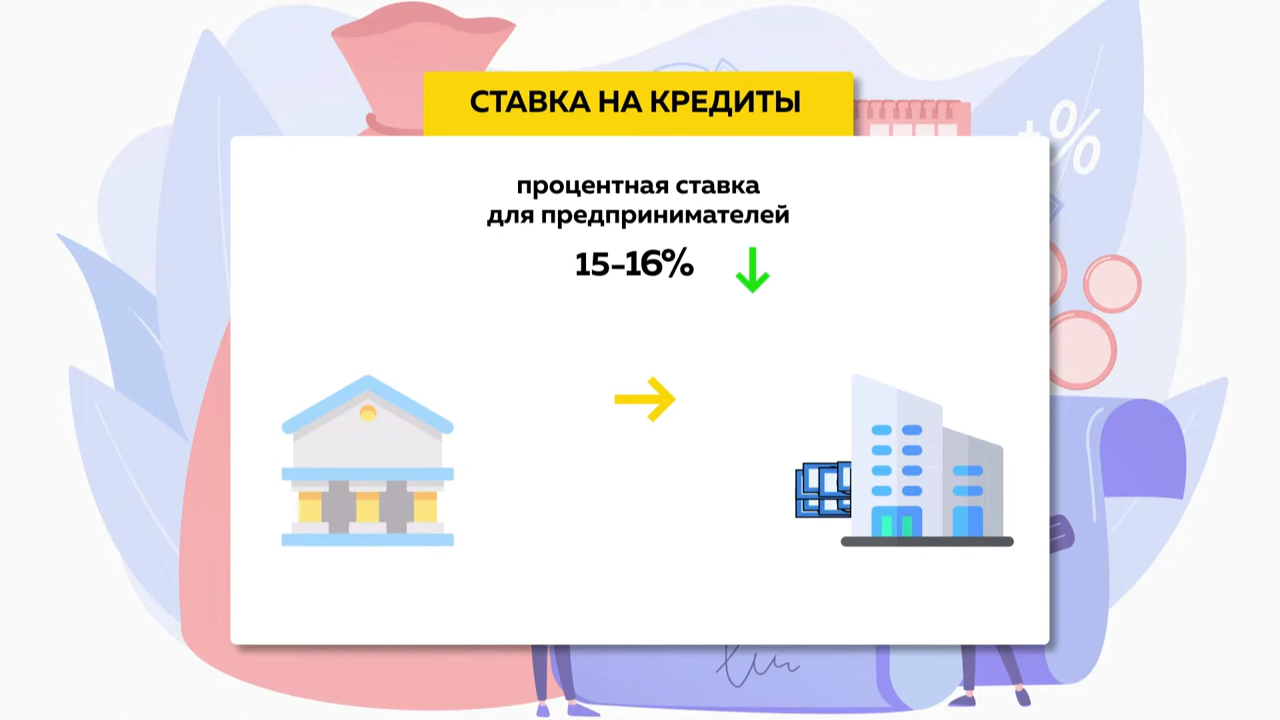 СТАВКА НА КРЕДИТЫ
процентная ставка
для предпринимателей
15-16%
+%